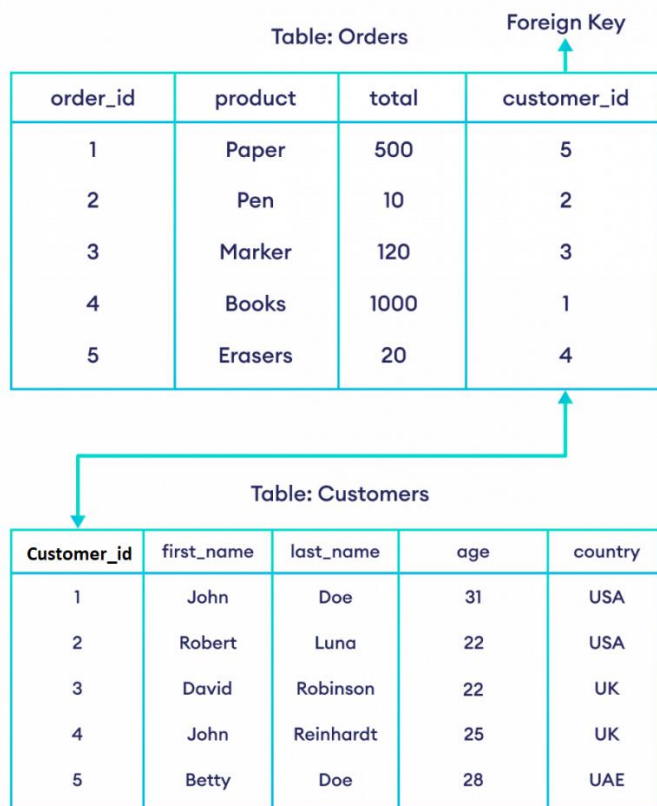 Foreign Key
Table: Orders
order_id product total customer_id
1 Paper 500 5
2 Pen 10 2
3 Marker 120 3
4 Books 1000 1
5 Erasers 20 4
Table: Customers
Customer_id first_name last_name age country
1 John Doe 31 USA
2 Robert Luna 22 USA
3 David Robinson 22 UK
4 John Reinhardt 25 UK
5 Betty Doe 28 UAE